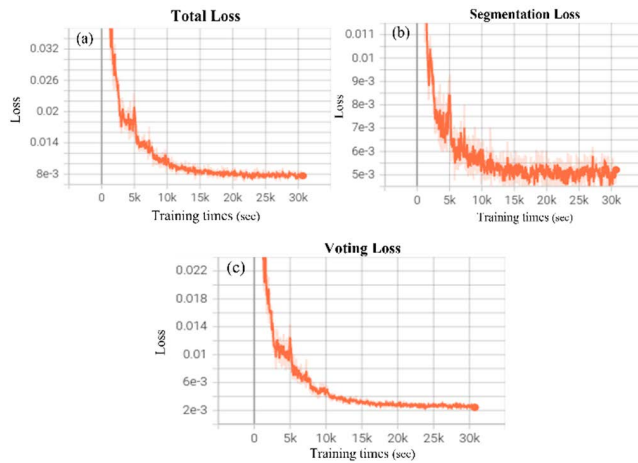 Total Loss
(a)
0.032
0.026
0.02
0.014
8e-3
Loss
0 5k 10k 15k 20k 25k 30k
Training times (sec)
Segmentation Loss
(b)
0.011
0.01
9e-3
8e-3
7e-3
6e-3
5e-3
Loss
0 5k 10k 15k 20k 25k 30k
Training times (sec)
Voting Loss
(c)
0.022
0.018
0.014
0.01
6e-3
2e-3
Loss
0 5k 10k 15k 20k 25k 30k
Training times (sec)